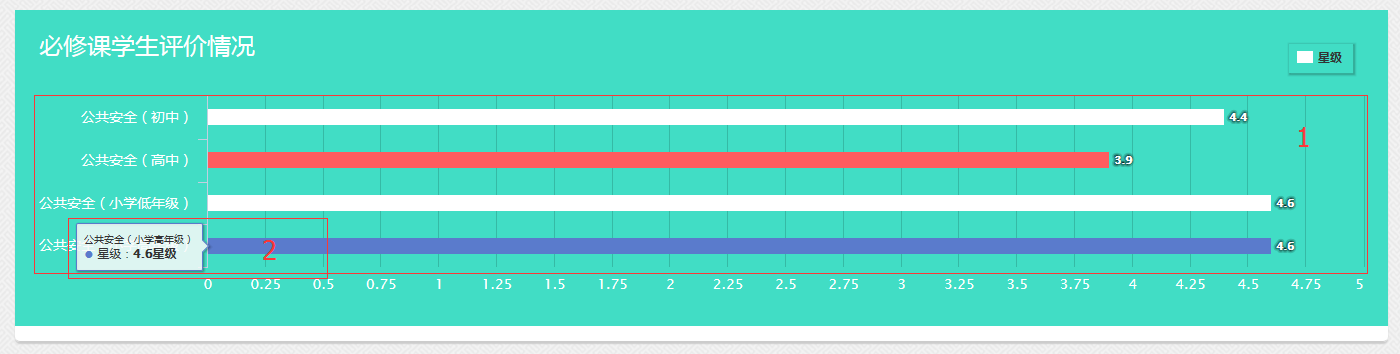 必修课学生评价情况
星级
公共安全（初中）
4.4
1
公共安全（高中）
3.9
公共安全（小学低年级）
4.6
公共安
公共安全（小学高年级）
星级：4.6星级
2
4.6
0 0.25 0.5 0.75 1 1.25 1.5 1.75 2 2.25 2.5 2.75 3 3.25 3.5 3.75 4 4.25 4.5 4.75 5